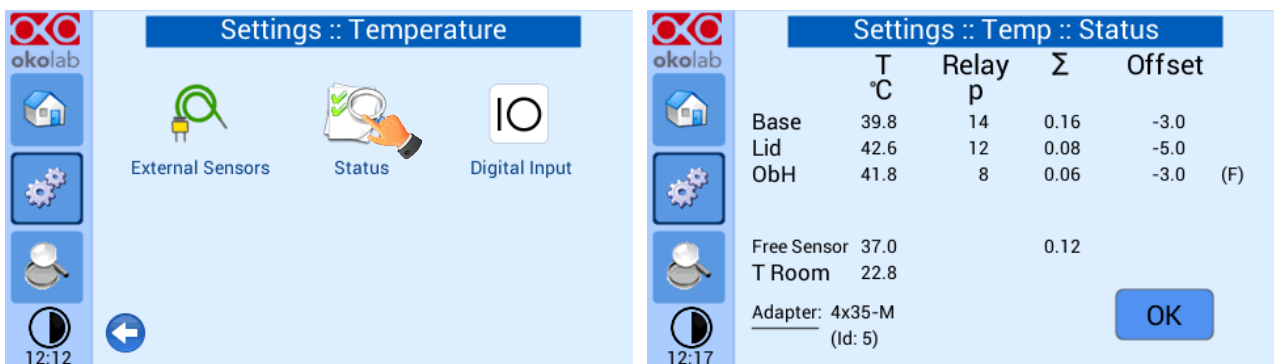 Settings :: Temperature
okolab
IO
External Sensors Status Digital Input
12:12
Settings :: Temp :: Status
okolab
T Relay Σ Offset
°C p
Base 39.8 14 0.16 -3.0
Lid 42.6 12 0.08 -5.0
ObH 41.8 8 0.06 -3.0 (F)
Free Sensor 37.0 0.12
T Room 22.8
Adapter: 4x35-M
(Id: 5)
OK
12:17